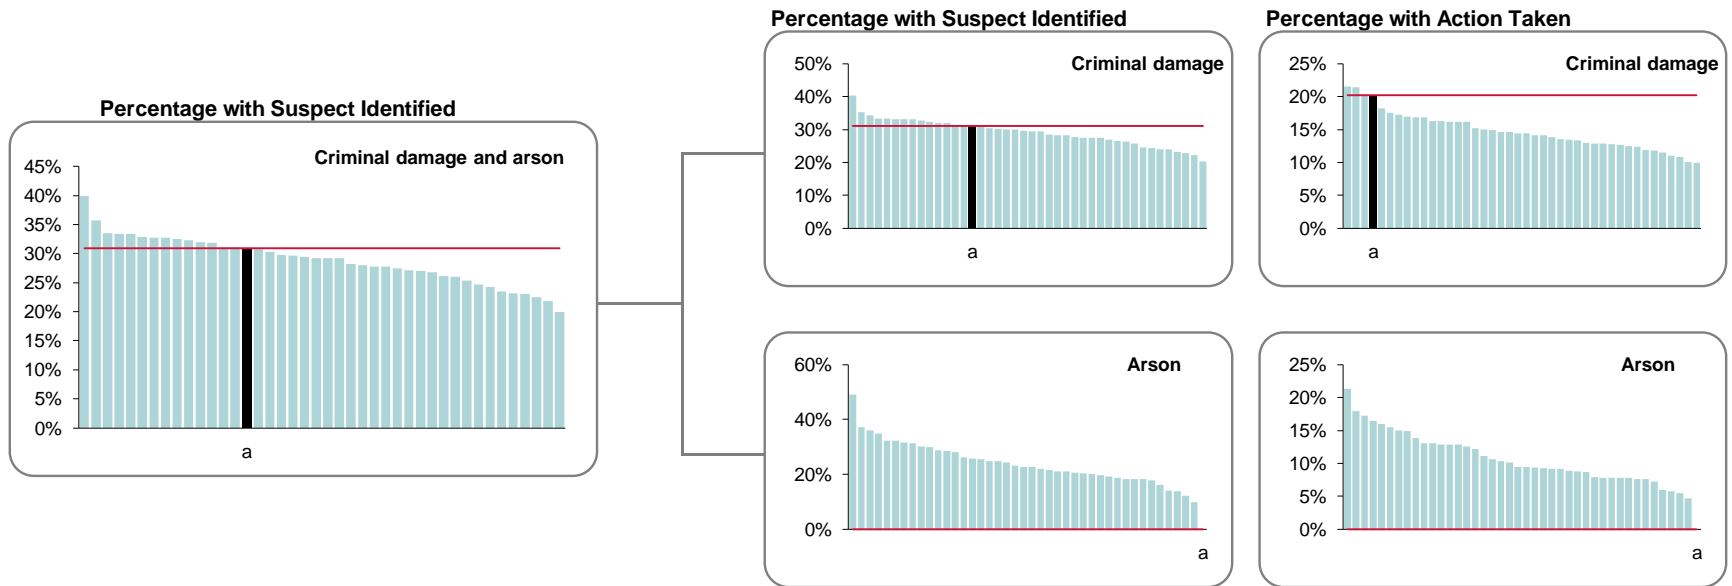 Percentage with Suspect Identified
Criminal damage and arson
45%
40%
35%
30%
25%
20%
15%
10%
5%
0%
a
Percentage with Suspect Identified
Criminal damage
50%
40%
30%
20%
10%
0%
a
Percentage with Action Taken
Criminal damage
25%
20%
15%
10%
5%
0%
a
Arson
60%
40%
20%
0%
a
Arson
25%
20%
15%
10%
5%
0%
a